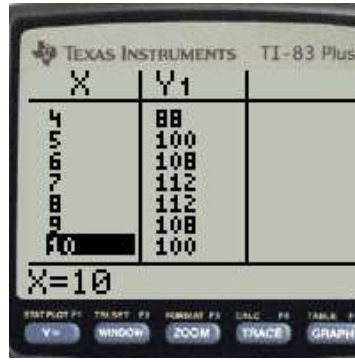 TEXAS INSTRUMENTS TI-83 Plus
X Y1
4 88
5 100
6 108
7 112
8 112
9 108
10 100
X=10
STAT PLOT F1 TBLSET F2 FORMAT F3 CALC F4 TABLE F
Y= WINDOW ZOOM TRACE GRAPH